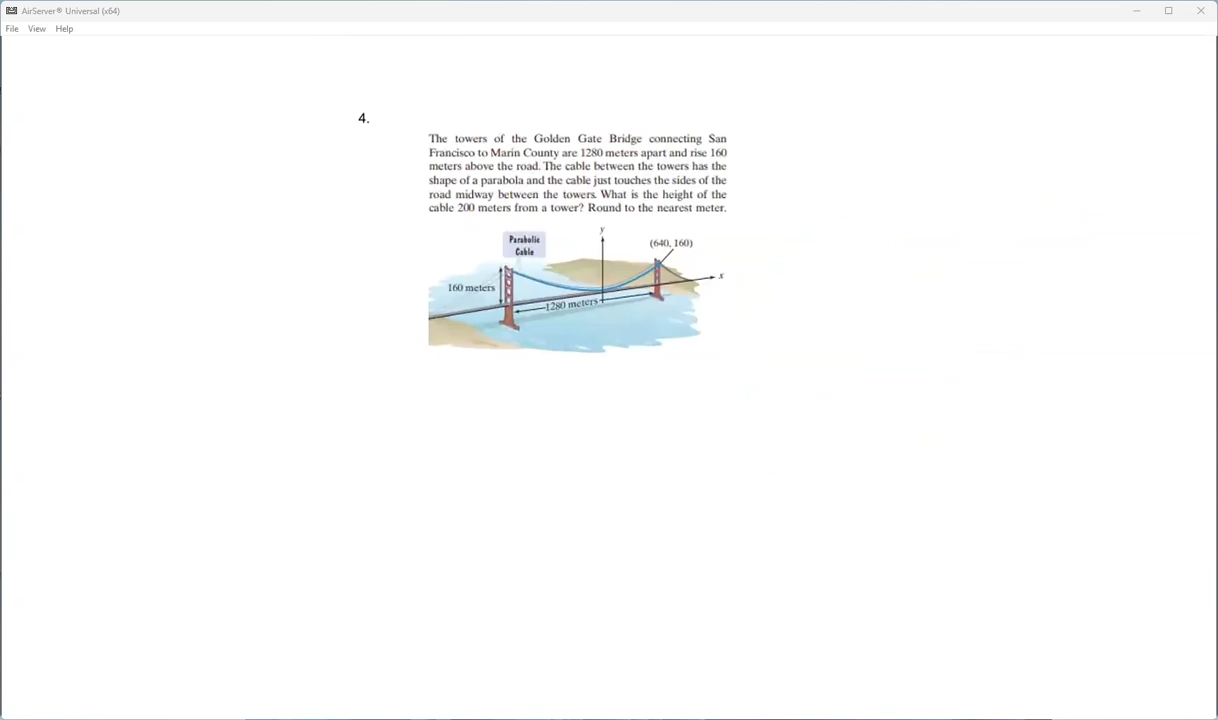 AirServer® Universal (x64)
File View Help
4.
The towers of the Golden Gate Bridge connecting San
Francisco to Marin County are 1280 meters apart and rise 160
meters above the road. The cable between the towers has the
shape of a parabola and the cable just touches the sides of the
road midway between the towers. What is the height of the
cable 200 meters from a tower? Round to the nearest meter.
y
Parabolic
Cable
(640, 160)
x
160 meters
1280 meters